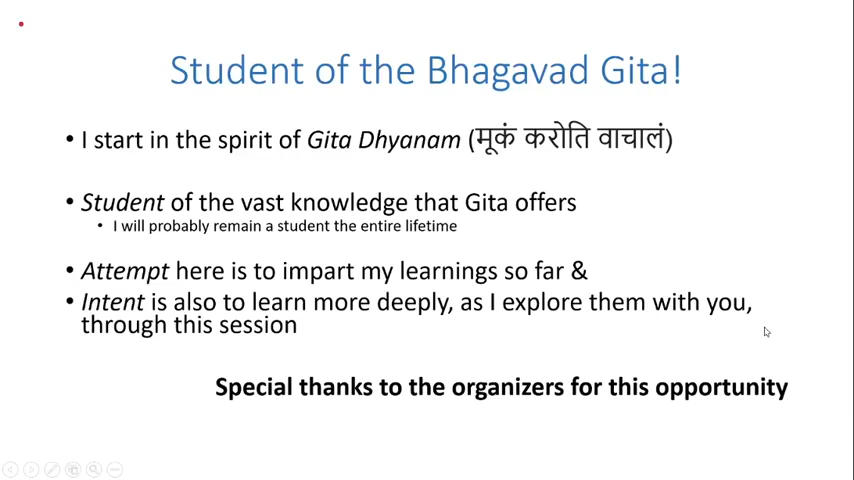 Student of the Bhagavad Gita!
• I start in the spirit of Gita Dhyanam (मूकं करोति वाचालं)
• Student of the vast knowledge that Gita offers
• I will probably remain a student the entire lifetime
• Attempt here is to impart my learnings so far &
• Intent is also to learn more deeply, as I explore them with you,
through this session
Special thanks to the organizers for this opportunity